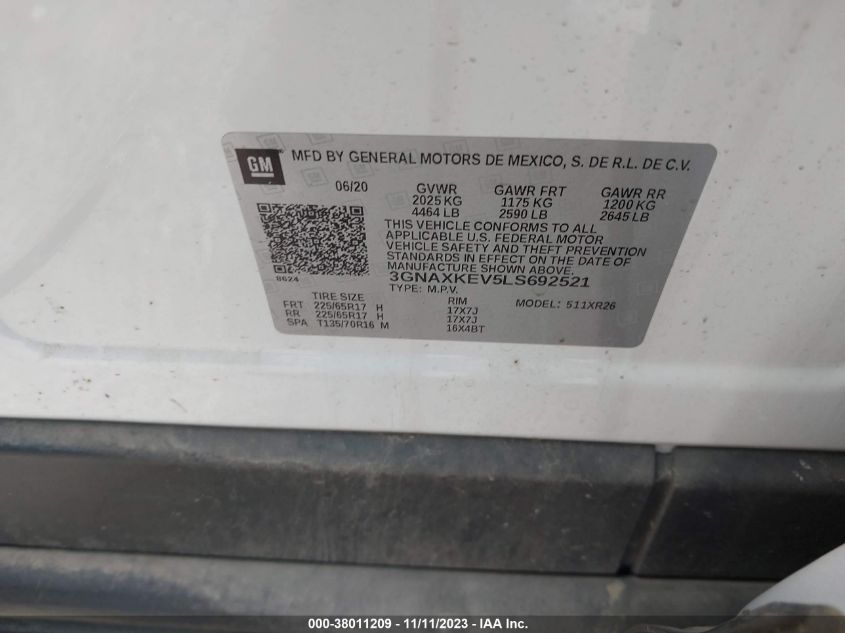 GM MFD BY GENERAL MOTORS DE MEXICO, S. DE R.L. DE C.V.
06/20 GVWR GAWR FRT GAWR RR
2025 KG 1175 KG 1200 KG
4464 LB 2590 LB 2645 LB
THIS VEHICLE CONFORMS TO ALL
APPLICABLE U.S. FEDERAL MOTOR
VEHICLE SAFETY AND THEFT PREVENTION
STANDARDS IN EFFECT ON THE DATE OF
MANUFACTURE SHOWN ABOVE.
8624 3GNAXKEV5LS692521
TYPE: M.P.V. MODEL: 511XR26
TIRE SIZE RIM
FRT 225/65R17 H 17X7J
RR 225/65R17 H 17X7J
SPA T135/70R16 M 16X4BT
000-38011209 - 11/11/2023 - IAA Inc.